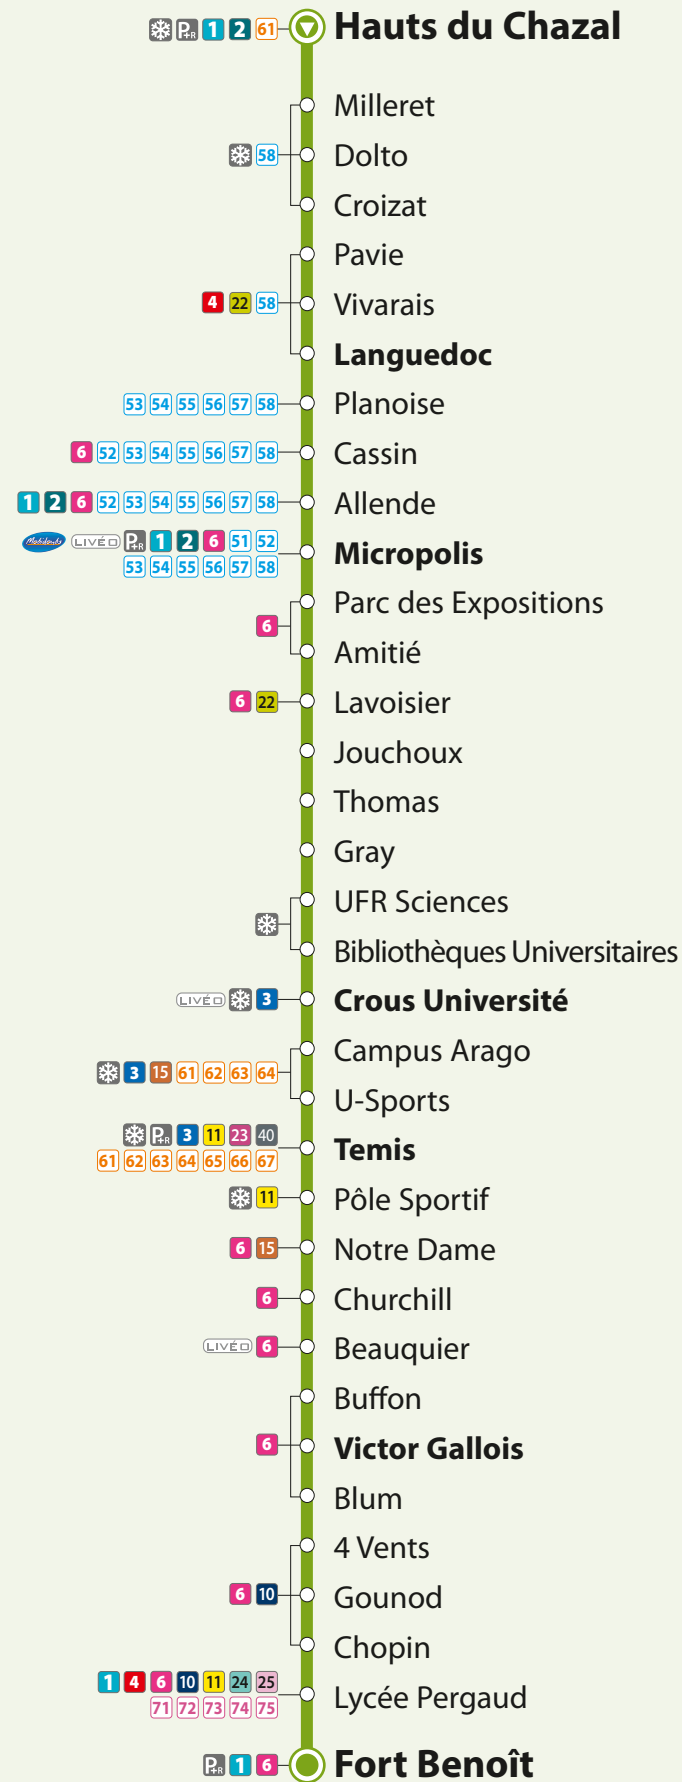 P+R 1 2 61 Hauts du Chazal
Milleret
58 Dolto
Croizat
Pavie
4 22 58 Vivarais
Languedoc
53 54 55 56 57 58 Planoise
6 52 53 54 55 56 57 58 Cassin
1 2 6 52 53 54 55 56 57 58 Allende
Mobidoubs LIVÉO P+R 1 2 6 51 52
53 54 55 56 57 58
Micropolis
Parc des Expositions
6
Amitié
6 22 Lavoisier
Jouchoux
Thomas
Gray
UFR Sciences
Bibliothèques Universitaires
LIVÉO 3 Crous Université
Campus Arago
3 15 61 62 63 64
U-Sports
P+R 3 11 23 40
61 62 63 64 65 66 67
Temis
11 Pôle Sportif
6 15 Notre Dame
6 Churchill
LIVÉO 6 Beauquier
Buffon
6 Victor Gallois
Blum
4 Vents
6 10 Gounod
Chopin
1 4 6 10 11 24 25
71 72 73 74 75
Lycée Pergaud
P+R 1 6 Fort Benoît